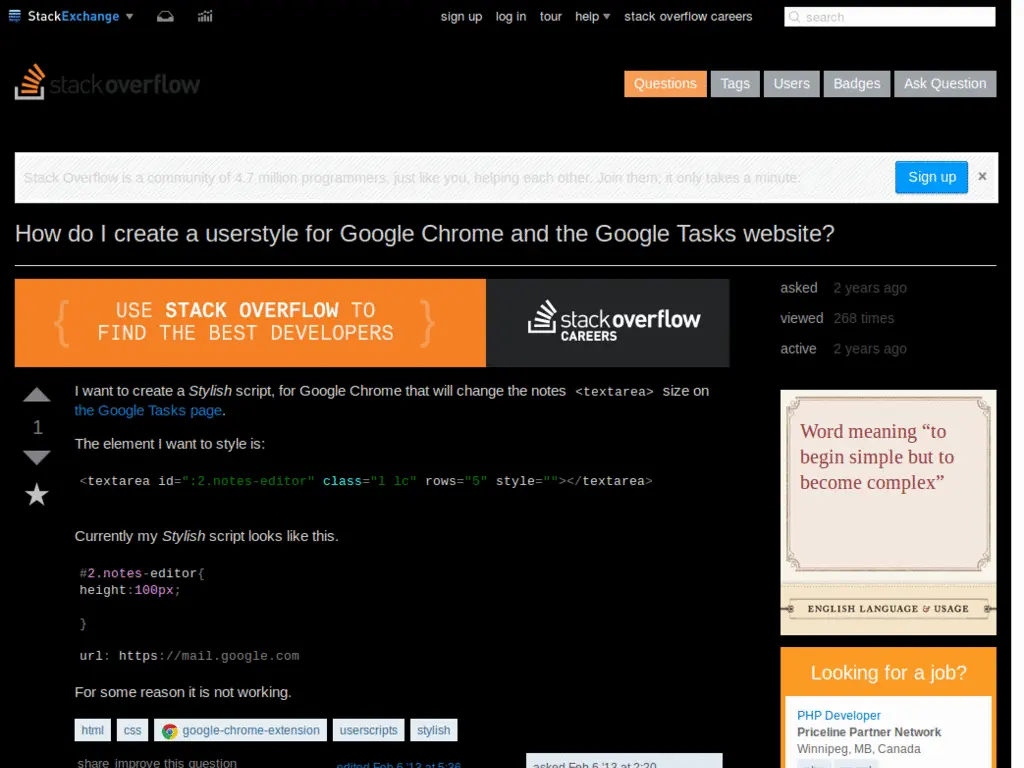 StackExchange
sign up log in tour help stack overflow careers
search
stackoverflow
Questions Tags Users Badges Ask Question
Stack Overflow is a community of 4.7 million programmers, just like you, helping each other. Join them; it only takes a minute:
Sign up ×
How do I create a userstyle for Google Chrome and the Google Tasks website?
{ USE STACK OVERFLOW TO
FIND THE BEST DEVELOPERS }
stackoverflow
CAREERS
asked 2 years ago
viewed 268 times
active 2 years ago
1
I want to create a Stylish script, for Google Chrome that will change the notes <textarea> size on
the Google Tasks page.
The element I want to style is:
<textarea id=":2.notes-editor" class="l lc" rows="5" style=""></textarea>
Currently my Stylish script looks like this.
#2.notes-editor{
height:100px;
}
url: https://mail.google.com
For some reason it is not working.
html css google-chrome-extension userscripts stylish
share improve this question
edited Feb 6 '13 at 5:36
asked Feb 6 '13 at 2:20
Word meaning “to
begin simple but to
become complex”
ENGLISH LANGUAGE & USAGE
Looking for a job?
PHP Developer
Priceline Partner Network
Winnipeg, MB, Canada